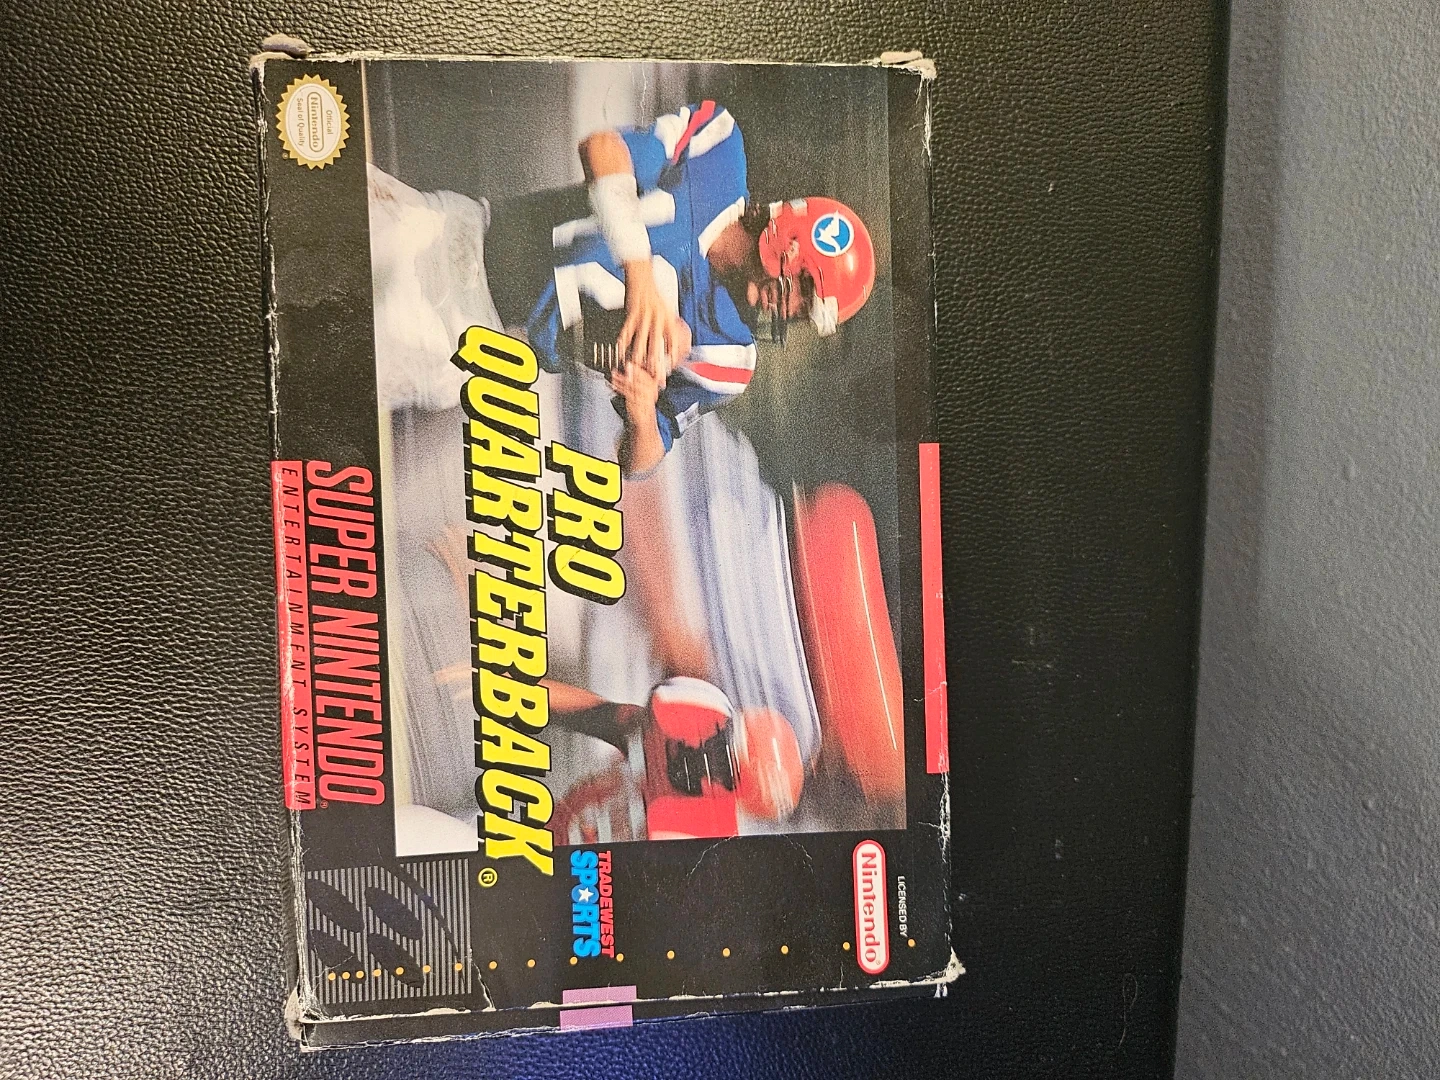 LICENSED BY
Nintendo®
TRADEWEST
SPORTS
PRO
QUARTERBACK®
SUPER NINTENDO®
ENTERTAINMENT SYSTEM
Official
Nintendo
Seal of Quality
®